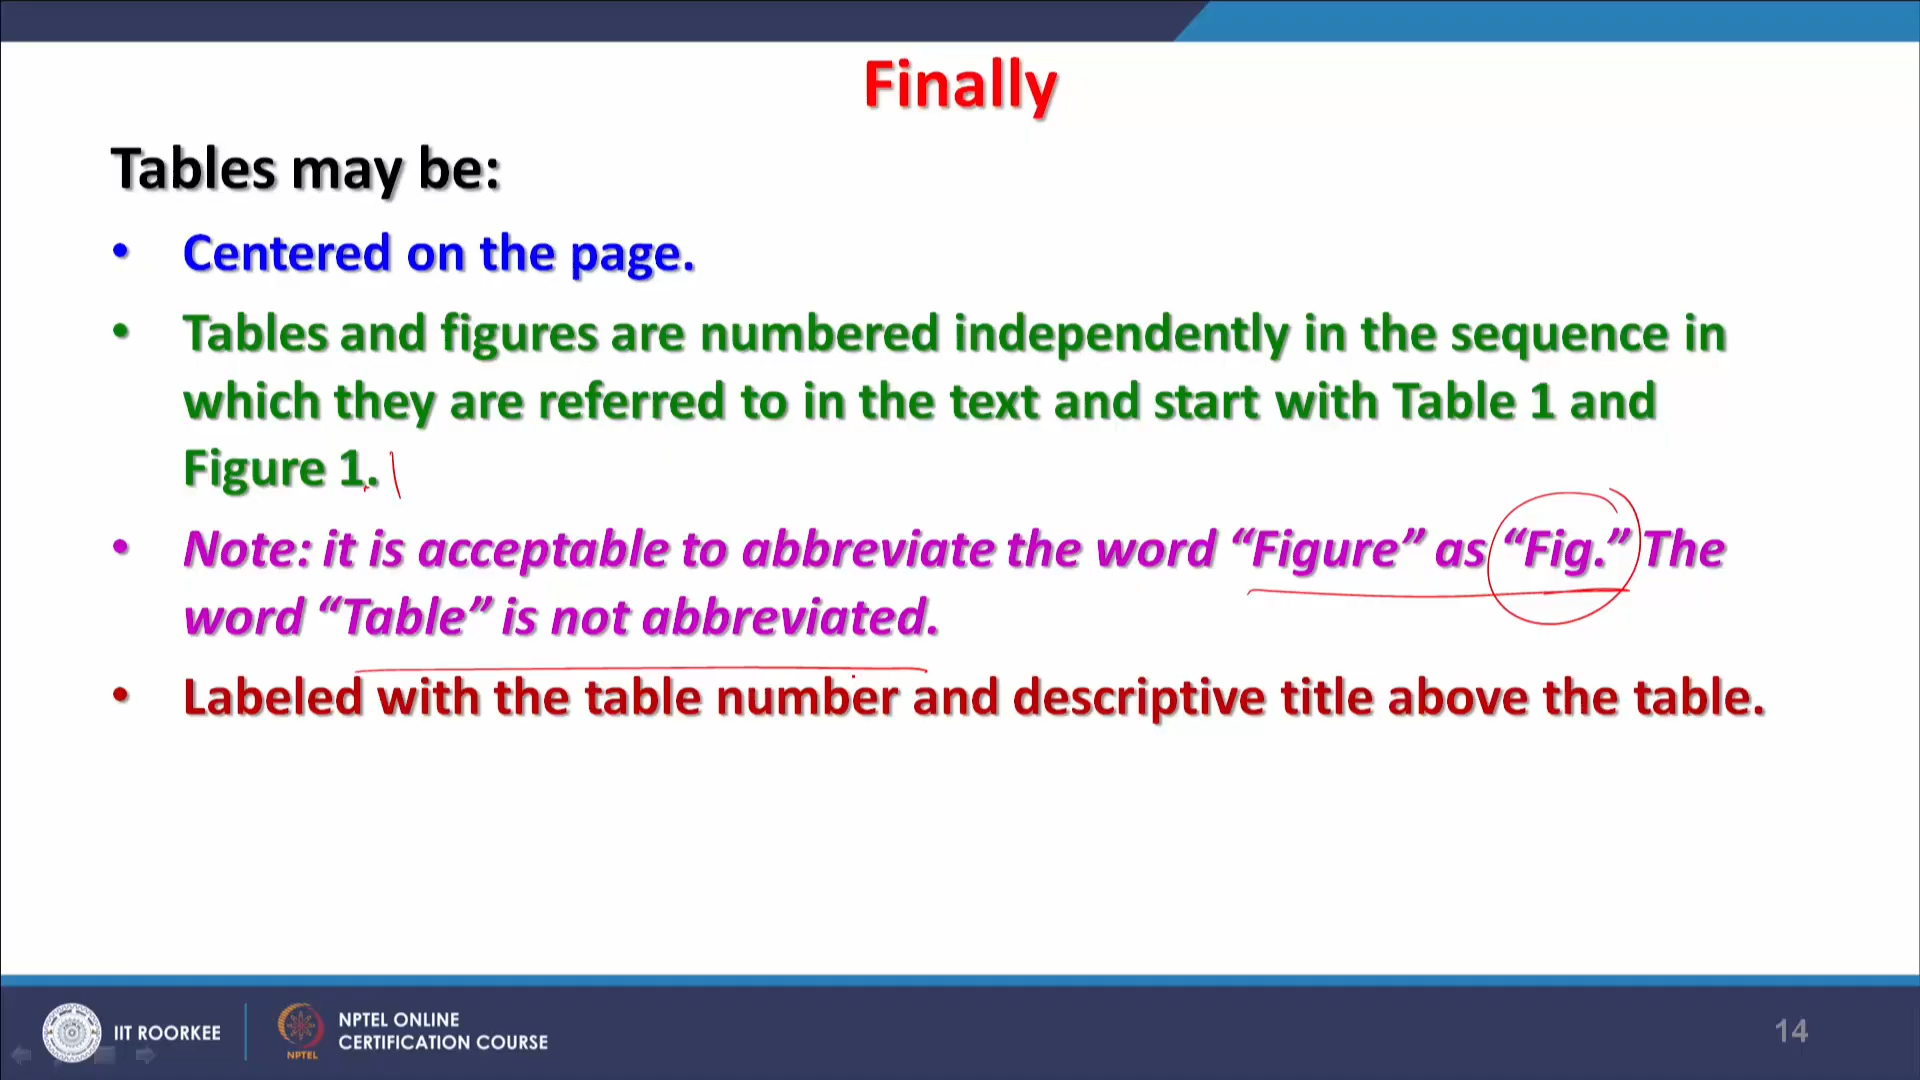 Finally
Tables may be:
• Centered on the page.
• Tables and figures are numbered independently in the sequence in
which they are referred to in the text and start with Table 1 and
Figure 1.
• Note: it is acceptable to abbreviate the word “Figure” as “Fig.” The
word “Table” is not abbreviated.
• Labeled with the table number and descriptive title above the table.
IIT ROORKEE
NPTEL
NPTEL ONLINE
CERTIFICATION COURSE
14